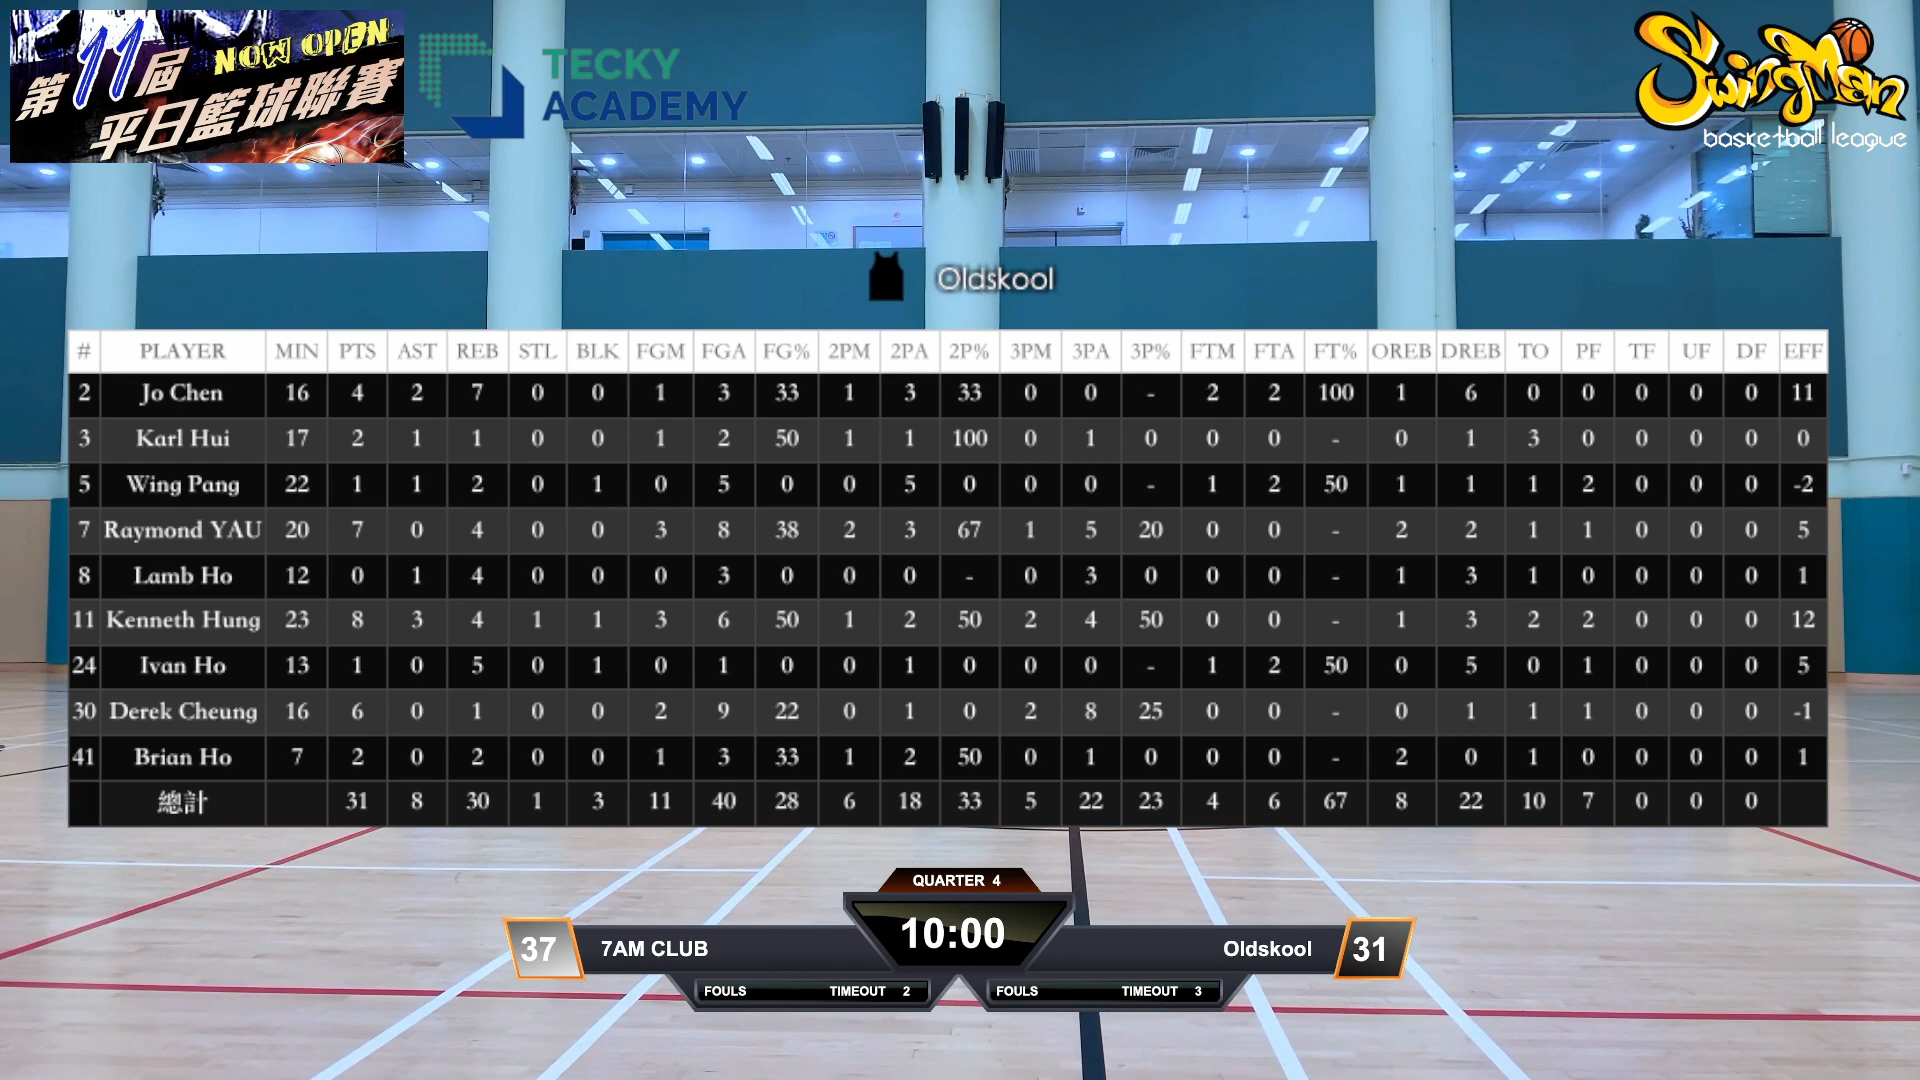 第11屆 NOW OPEN
平日籃球聯賽
TECKY
ACADEMY
SwingMan
basketball league
Oldskool
# PLAYER MIN PTS AST REB STL BLK FGM FGA FG% 2PM 2PA 2P% 3PM 3PA 3P% FTM FTA FT% OREB DREB TO PF TF UF DF EFF
2 Jo Chen 16 4 2 7 0 0 1 3 33 1 3 33 0 0 - 2 2 100 1 6 0 0 0 0 0 11
3 Karl Hui 17 2 1 1 0 0 1 2 50 1 1 100 0 1 0 0 0 - 0 1 3 0 0 0 0 0
5 Wing Pang 22 1 1 2 0 1 0 5 0 0 5 0 0 0 - 1 2 50 1 1 1 2 0 0 0 -2
7 Raymond YAU 20 7 0 4 0 0 3 8 38 2 3 67 1 5 20 0 0 - 2 2 1 1 0 0 0 5
8 Lamb Ho 12 0 1 4 0 0 0 3 0 0 0 - 0 3 0 0 0 - 1 3 1 0 0 0 0 1
11 Kenneth Hung 23 8 3 4 1 1 3 6 50 1 2 50 2 4 50 0 0 - 1 3 2 2 0 0 0 12
24 Ivan Ho 13 1 0 5 0 1 0 1 0 0 1 0 0 0 - 1 2 50 0 5 0 1 0 0 0 5
30 Derek Cheung 16 6 0 1 0 0 2 9 22 0 1 0 2 8 25 0 0 - 0 1 1 1 0 0 0 -1
41 Brian Ho 7 2 0 2 0 0 1 3 33 1 2 50 0 1 0 0 0 - 2 0 1 0 0 0 0 1
總計 31 8 30 1 3 11 40 28 6 18 33 5 22 23 4 6 67 8 22 10 7 0 0 0
QUARTER 4
10:00
37 7AM CLUB Oldskool 31
FOULS TIMEOUT 2 FOULS TIMEOUT 3